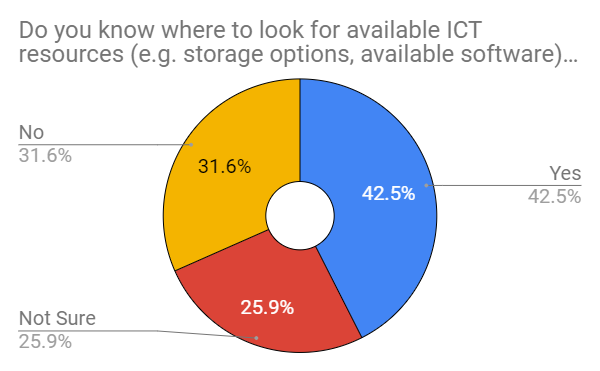 Do you know where to look for available ICT
resources (e.g. storage options, available software)…
No
31.6%
31.6%
Yes
42.5%
42.5%
25.9%
Not Sure
25.9%